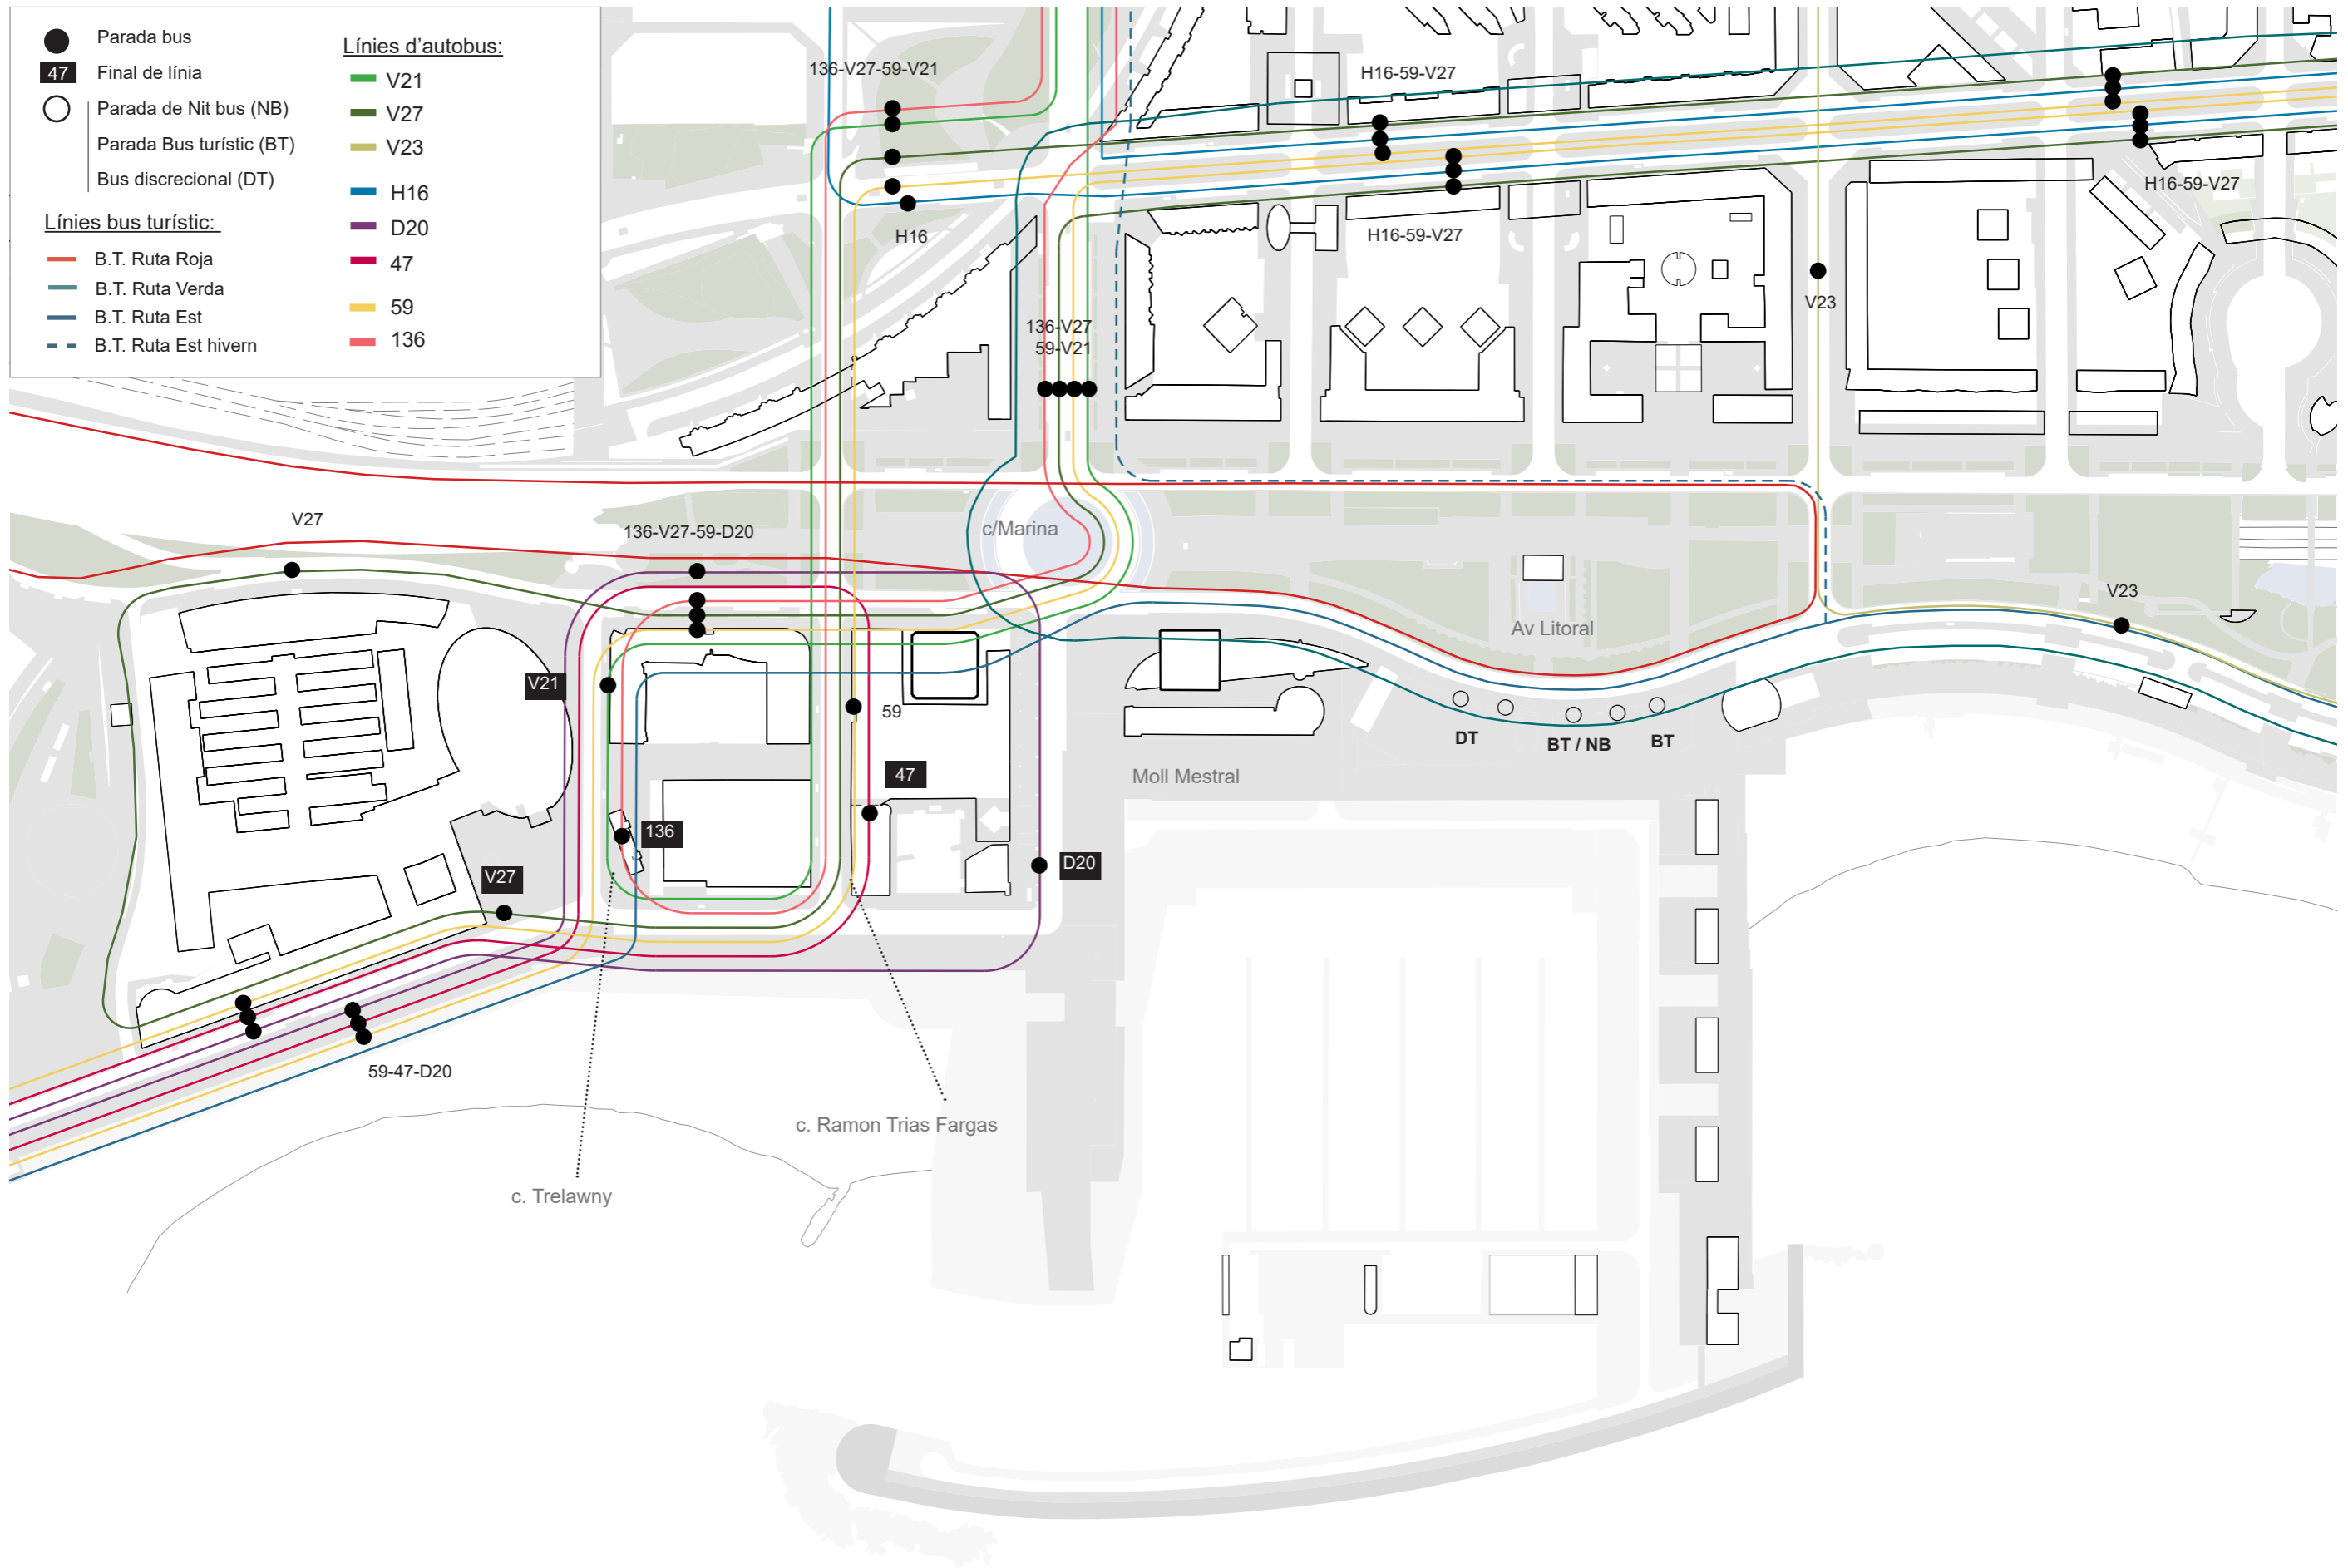 Parada bus
47
Final de línia
Parada de Nit bus (NB)
Parada Bus turístic (BT)
Bus discrecional (DT)
Línies bus turístic:
B.T. Ruta Roja
B.T. Ruta Verda
B.T. Ruta Est
B.T. Ruta Est hivern
Línies d'autobus:
V21
V27
V23
H16
D20
47
59
136
136-V27-59-V21
H16-59-V27
H16
H16-59-V27
H16-59-V27
V23
136-V27
59-V21
V27
136-V27-59-D20
c/Marina
V23
Av Litoral
V21
59
DT
BT / NB
BT
47
Moll Mestral
136
D20
V27
59-47-D20
c. Ramon Trias Fargas
c. Trelawny